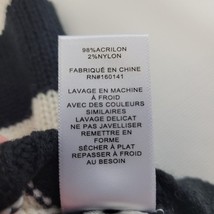 98%ACRILON
2%NYLON
FABRIQUÉ EN CHINE
RN#160141
LAVAGE EN MACHINE
À FROID
AVEC DES COULEURS
SIMILAIRES
LAVAGE DÉLICAT
NE PAS JAVELLISER
REMETTRE EN
FORME
SÉCHER À PLAT
REPASSER À FROID
AU BESOIN